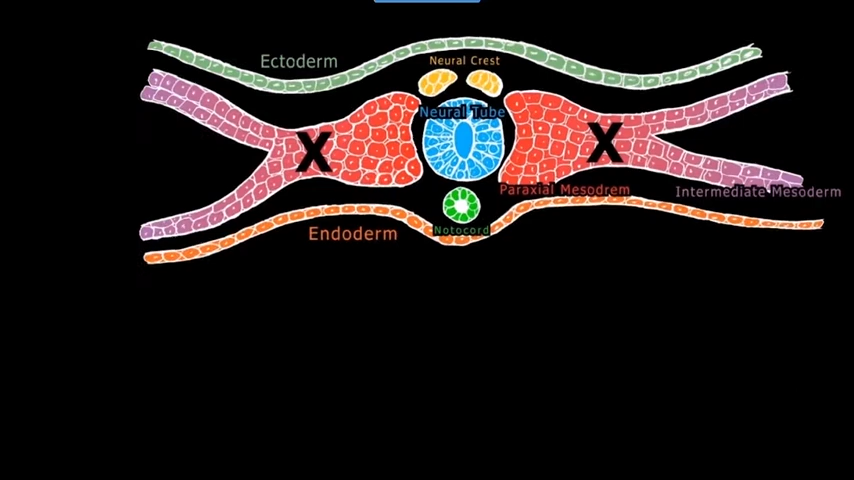 Ectoderm
Neural Crest
Neural Tube
X
X
Paraxial Mesodrem
Intermediate Mesoderm
Endoderm
Notocord